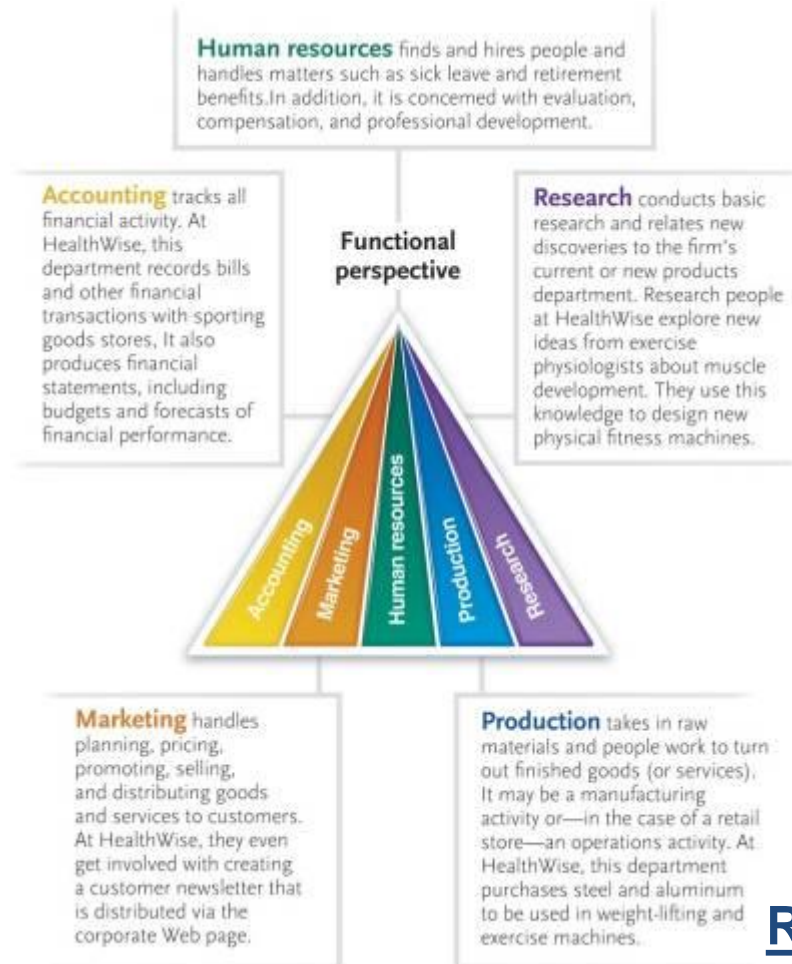 Human resources finds and hires people and
handles matters such as sick leave and retirement
benefits.In addition, it is concerned with evaluation,
compensation, and professional development.
Accounting tracks all
financial activity. At
HealthWise, this
department records bills
and other financial
transactions with sporting
goods stores, It also
produces financial
statements, including
budgets and forecasts of
financial performance.
Functional
perspective
Research conducts basic
research and relates new
discoveries to the firm's
current or new products
department. Research people
at HealthWise explore new
ideas from exercise
physiologists about muscle
development. They use this
knowledge to design new
physical fitness machines.
Accounting
Marketing
Human resources
Production
Research
Marketing handles
planning, pricing,
promoting, selling,
and distributing goods
and services to customers.
At HealthWise, they even
get involved with creating
a customer newsletter that
is distributed via the
corporate Web page.
Production takes in raw
materials and people work to turn
out finished goods (or services).
It may be a manufacturing
activity or—in the case of a retail
store—an operations activity. At
HealthWise, this department
purchases steel and aluminum
to be used in weight-lifting and
exercise machines.
R